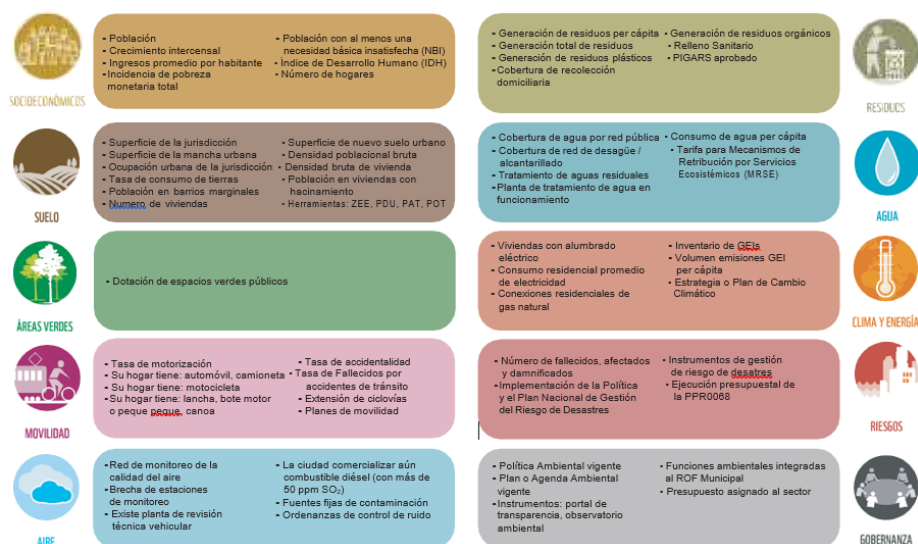 - Población
- Crecimiento intercensal
- Ingresos promedio por habitante
- Incidencia de pobreza
monetaria total
- Población con al menos una
necesidad básica insatisfecha (NBI)
- Índice de Desarrollo Humano (IDH)
- Número de hogares
SOCIOECONÓMICOS
- Generación de residuos per cápita
- Generación total de residuos
- Generación de residuos plásticos
- Cobertura de recolección
domiciliaria
- Generación de residuos orgánicos
- Relleno Sanitario
- PIGARS aprobado
RESIDUOS
- Superficie de la jurisdicción
- Superficie de la mancha urbana
- Ocupación urbana de la jurisdicción
- Tasa de consumo de tierras
- Población en barrios marginales
- Numero de viviendas
- Superficie de nuevo suelo urbano
- Densidad poblacional bruta
- Densidad bruta de vivienda
- Población en viviendas con
hacinamiento
- Herramientas: ZEE, PDU, PAT, POT
SUELO
- Cobertura de agua por red pública
- Cobertura de red de desagüe /
alcantarillado
- Tratamiento de aguas residuales
- Planta de tratamiento de agua en
funcionamiento
- Consumo de agua per cápita
- Tarifa para Mecanismos de
Retribución por Servicios
Ecosistémicos (MRSE)
AGUA
- Dotación de espacios verdes públicos
ÁREAS VERDES
- Viviendas con alumbrado
eléctrico
- Consumo residencial promedio
de electricidad
- Conexiones residenciales de
gas natural
- Inventario de GEIs
- Volumen emisiones GEI
per cápita
- Estrategia o Plan de Cambio
Climático
CLIMA Y ENERGÍA
- Tasa de motorización
- Su hogar tiene: automóvil, camioneta
- Su hogar tiene: motocicleta
- Su hogar tiene: lancha, bote motor
o peque peque, canoa
- Tasa de accidentalidad
- Tasa de Fallecidos por
accidentes de tránsito
- Extensión de ciclovías
- Planes de movilidad
MOVILIDAD
- Número de fallecidos, afectados
y damnificados
- Implementación de la Política
y el Plan Nacional de Gestión
del Riesgo de Desastres
- Instrumentos de gestión
de riesgo de desatres
- Ejecución presupuestal de
la PPR0068
RIESGOS
- Red de monitoreo de la
calidad del aire
- Brecha de estaciones
de monitoreo
- Existe planta de revisión
técnica vehicular
- La ciudad comercializar aún
combustible diésel (con más de
50 ppm SO₂)
- Fuentes fijas de contaminación
- Ordenanzas de control de ruido
AIRE
- Política Ambiental vigente
- Plan o Agenda Ambiental
vigente
- Instrumentos: portal de
transparencia, observatorio
ambiental
- Funciones ambientales integradas
al ROF Municipal
- Presupuesto asignado al sector
GOBERNANZA